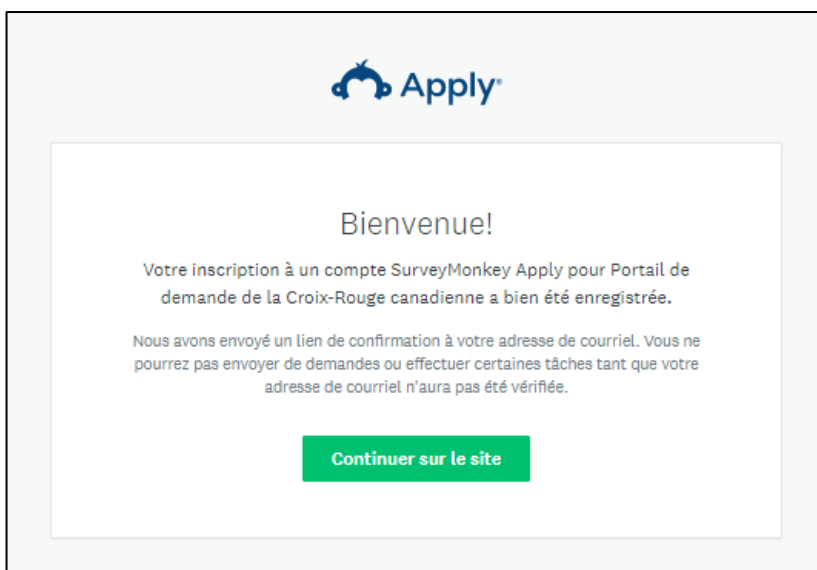 Apply
Bienvenue!
Votre inscription à un compte SurveyMonkey Apply pour Portail de
demande de la Croix-Rouge canadienne a bien été enregistrée.
Nous avons envoyé un lien de confirmation à votre adresse de courriel. Vous ne
pourrez pas envoyer de demandes ou effectuer certaines tâches tant que votre
adresse de courriel n'aura pas été vérifiée.
Continuer sur le site